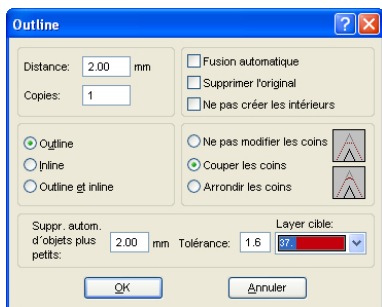 Outline
Distance: 2.00 mm
Copies: 1
Fusion automatique
Supprimer l'original
Ne pas créer les intérieurs
Outline
Inline
Outline et inline
Ne pas modifier les coins
Couper les coins
Arrondir les coins
Suppr. autom.
d´objets plus
petits:
2.00 mm
Tolérance: 1.6
Layer cible:
37.
OK
Annuler